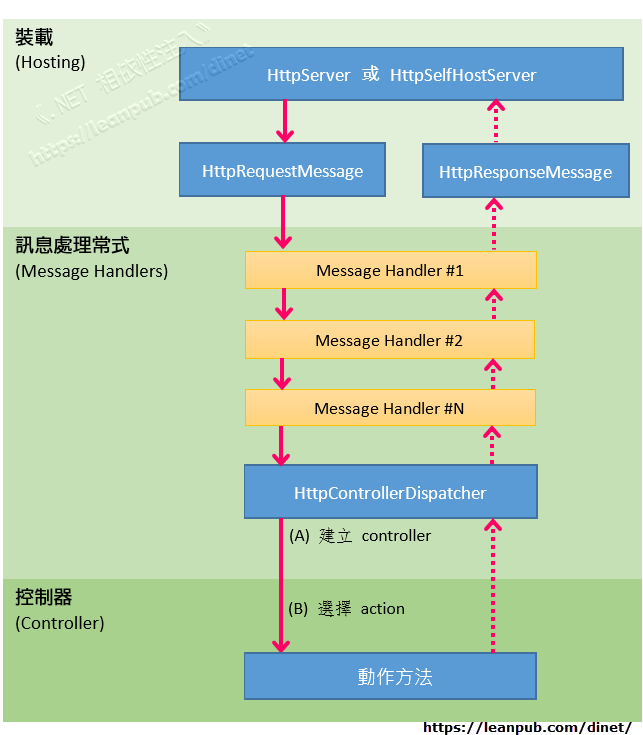 裝載
(Hosting)
《.NET 相依性注入》
https://leanpub.com/dinet
HttpServer 或 HttpSelfHostServer
HttpRequestMessage
HttpResponseMessage
訊息處理常式
(Message Handlers)
Message Handler #1
Message Handler #2
Message Handler #N
HttpControllerDispatcher
(A) 建立 controller
控制器
(Controller)
(B) 選擇 action
動作方法
https://leanpub.com/dinet/